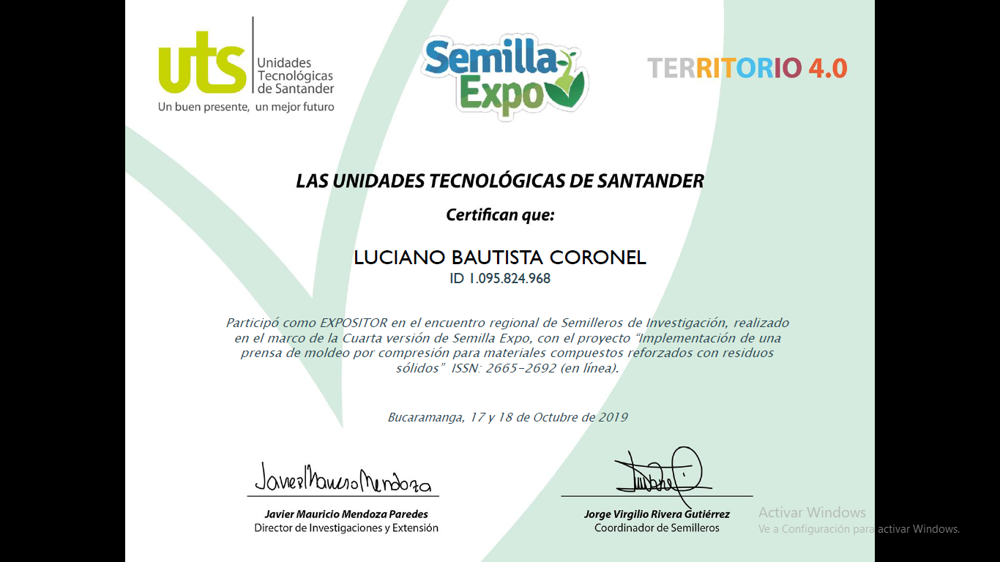 uts
Unidades
Tecnológicas
de Santander
Un buen presente, un mejor futuro
Semilla
Expo
TERRITORIO 4.0
LAS UNIDADES TECNOLÓGICAS DE SANTANDER
Certifican que:
LUCIANO BAUTISTA CORONEL
ID 1.095.824.968
Participó como EXPOSITOR en el encuentro regional de Semilleros de Investigación, realizado
en el marco de la Cuarta versión de Semilla Expo, con el proyecto “Implementación de una
prensa de moldeo por compresión para materiales compuestos reforzados con residuos
sólidos” ISSN: 2665-2692 (en línea).
Bucaramanga, 17 y 18 de Octubre de 2019
Javier Mauricio Mendoza Paredes
Director de Investigaciones y Extensión
Jorge Virgilio Rivera Gutiérrez
Coordinador de Semilleros
Activar Windows
Ve a Configuración para activar Windows.